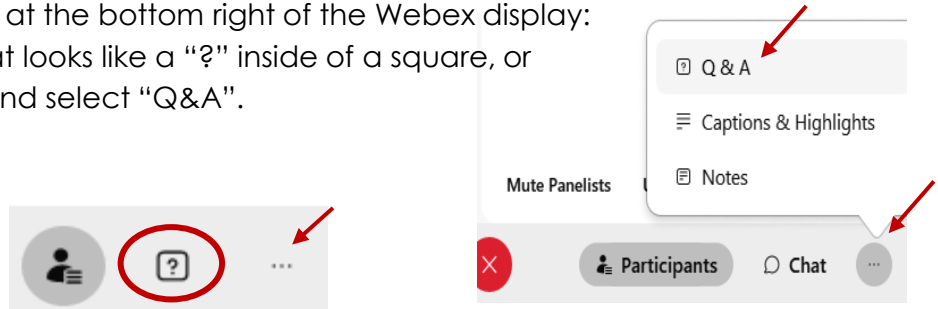 at the bottom right of the Webex display:
looks like a “?” inside of a square, or
and select “Q&A”.
Q & A
Captions & Highlights
Notes
Mute Panelists
Participants
Chat
...
?
...